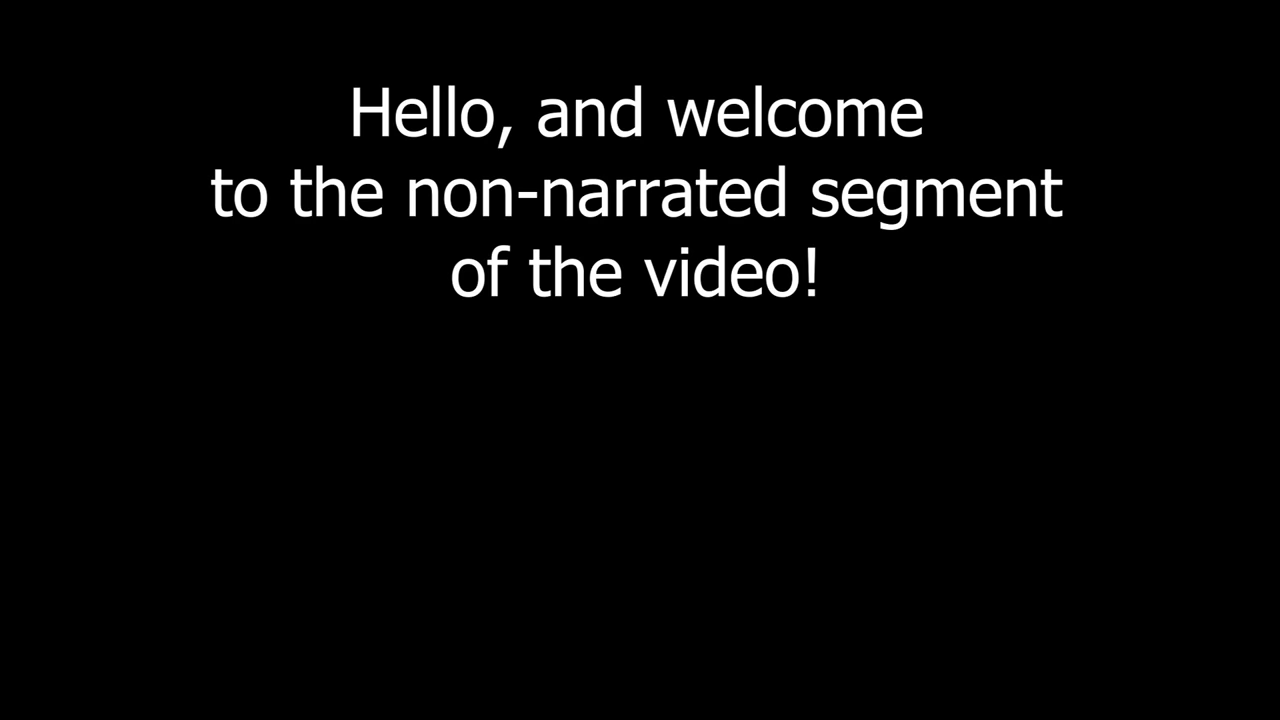 Hello, and welcome
to the non-narrated segment
of the video!